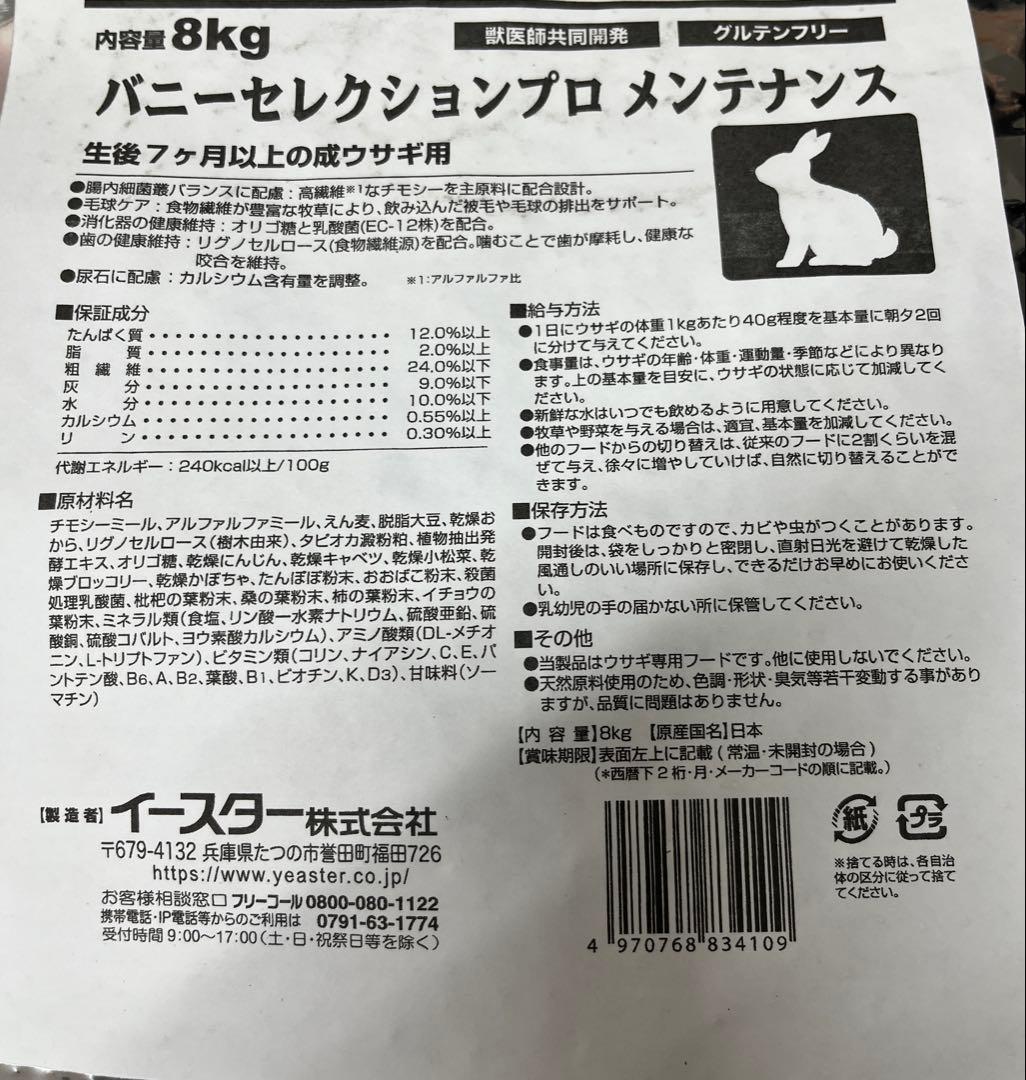 内容量8kg
獣医師共同開発
グルテンフリー
バニーセレクションプロ メンテナンス
生後7ヶ月以上の成ウサギ用
●腸内細菌叢バランスに配慮：高繊維※1なチモシーを主原料に配合設計。
●毛球ケア：食物繊維が豊富な牧草により、飲み込んだ被毛や毛球の排出をサポート。
●消化器の健康維持：オリゴ糖と乳酸菌(EC-12株)を配合。
●歯の健康維持：リグノセルロース(食物繊維源)を配合。噛むことで歯が摩耗し、健康な
咬合を維持。
●尿石に配慮：カルシウム含有量を調整。 ※1:アルファルファ比
■保証成分
たんぱく質 12.0%以上
脂質 2.0%以上
粗繊維 24.0%以下
灰分 9.0%以下
水分 10.0%以下
カルシウム 0.55%以上
リン 0.30%以上
代謝エネルギー：240kcal以上/100g
■原材料名
チモシーミール、アルファルファミール、えん麦、脱脂大豆、乾燥お
から、リグノセルロース(樹木由来)、タピオカ澱粉粕、植物抽出発
酵エキス、オリゴ糖、乾燥にんじん、乾燥キャベツ、乾燥小松菜、乾
燥ブロッコリー、乾燥かぼちゃ、たんぽぽ粉末、おおばこ粉末、殺菌
処理乳酸菌、枇杷の葉粉末、桑の葉粉末、柿の葉粉末、イチョウの
葉粉末、ミネラル類(食塩、リン酸一水素ナトリウム、硫酸亜鉛、硫
酸銅、硫酸コバルト、ヨウ素酸カルシウム)、アミノ酸類(DL-メチオ
ニン、L-トリプトファン)、ビタミン類(コリン、ナイアシン、C、E、パ
ントテン酸、B6、A、B2、葉酸、B1、ビオチン、K、D3)、甘味料(ソー
マチン)
■給与方法
●1日にウサギの体重1kgあたり40g程度を基本量に朝夕2回
に分けて与えてください。
●食事量は、ウサギの年齢・体重・運動量・季節などにより異なり
ます。上の基本量を目安に、ウサギの状態に応じて加減してく
ださい。
●新鮮な水はいつでも飲めるように用意してください。
●牧草や野菜を与える場合は、適宜、基本量を加減してください。
●他のフードからの切り替えは、従来のフードに2割くらいを混
ぜて与え、徐々に増やしていけば、自然に切り替えることがで
きます。
■保存方法
●フードは食べものですので、カビや虫がつくことがあります。
開封後は、袋をしっかりと密閉し、直射日光を避けて乾燥した
風通しのいい場所に保存し、できるだけお早めにお使いくださ
い。
●乳幼児の手の届かない所に保管してください。
■その他
●当製品はウサギ専用フードです。他に使用しないでください。
●天然原料使用のため、色調・形状・臭気等若干変動する事があり
ますが、品質に問題はありません。
【内容量】8kg 【原産国名】日本
【賞味期限】表面左上に記載(常温・未開封の場合)
(*西暦下2桁・月・メーカーコードの順に記載。)
【製造者】イースター株式会社
〒679-4132 兵庫県たつの市誉田町福田726
https://www.yeaster.co.jp/
お客様相談窓口 フリーコール 0800-080-1122
携帯電話・IP電話等からのご利用は 0791-63-1774
受付時間 9:00～17:00(土・日・祝祭日等を除く)
4 970768 834109
紙
プラ
※捨てる時は、各自治
体の区分に従って捨て
てください。